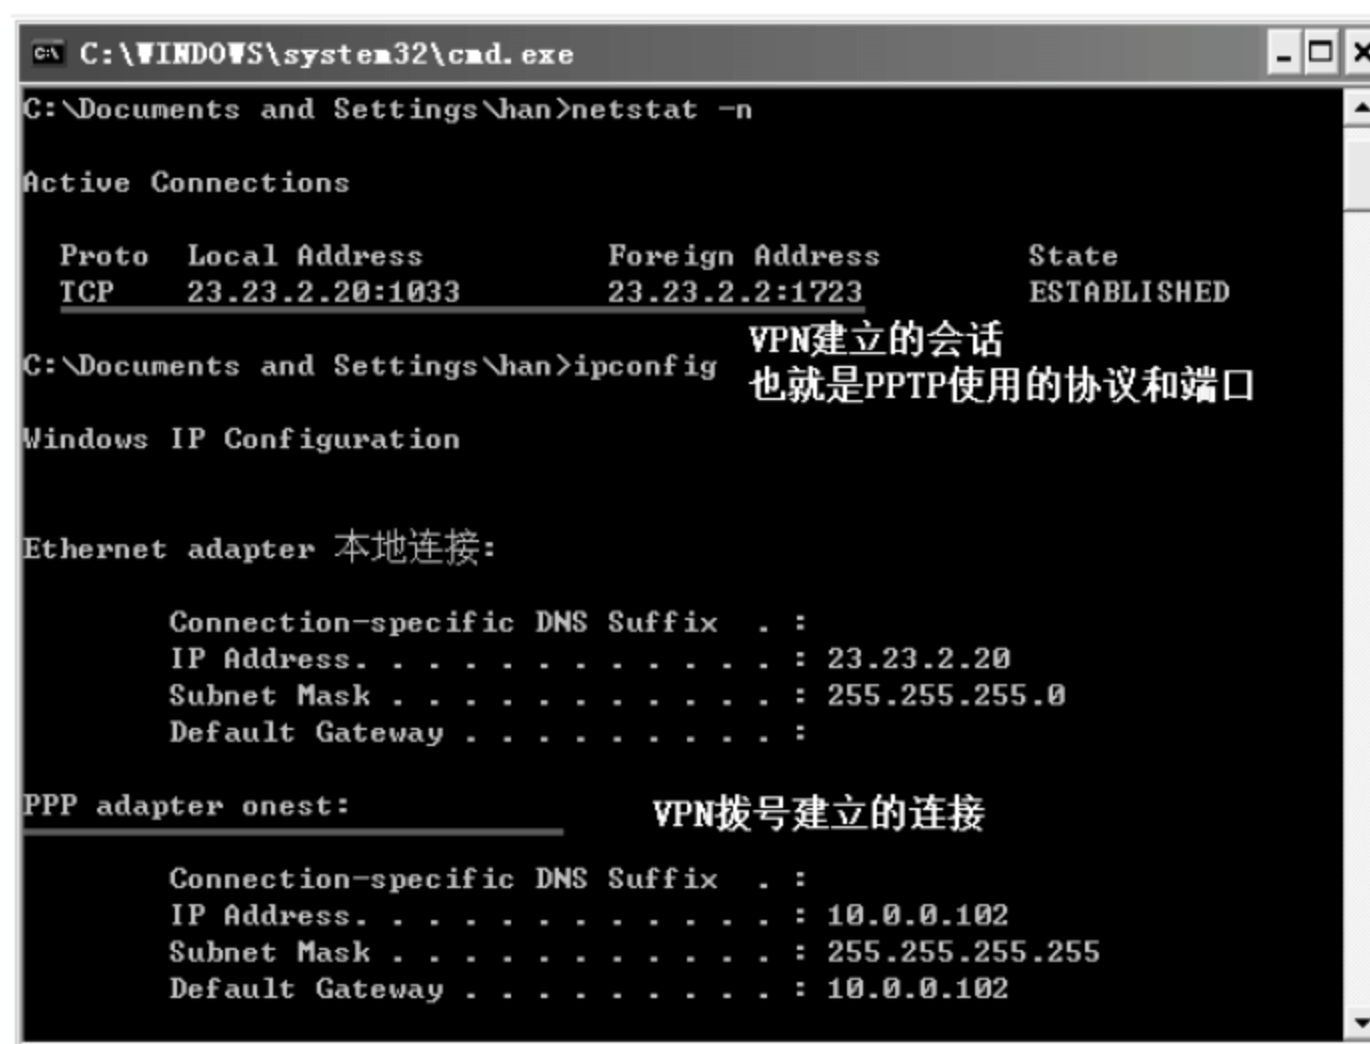 C:\WINDOWS\system32\cmd.exe
C:\Documents and Settings\han>netstat -n
Active Connections
Proto Local Address Foreign Address State
TCP 23.23.2.20:1033 23.23.2.2:1723 ESTABLISHED
VPN建立的会话
C:\Documents and Settings\han>ipconfig
也就是PPTP使用的协议和端口
Windows IP Configuration
Ethernet adapter 本地连接:
Connection-specific DNS Suffix . :
IP Address. . . . . . . . . . . . : 23.23.2.20
Subnet Mask . . . . . . . . . . . : 255.255.255.0
Default Gateway . . . . . . . . . :
PPP adapter onest:
VPN拨号建立的连接
Connection-specific DNS Suffix . :
IP Address. . . . . . . . . . . . : 10.0.0.102
Subnet Mask . . . . . . . . . . . : 255.255.255.255
Default Gateway . . . . . . . . . : 10.0.0.102